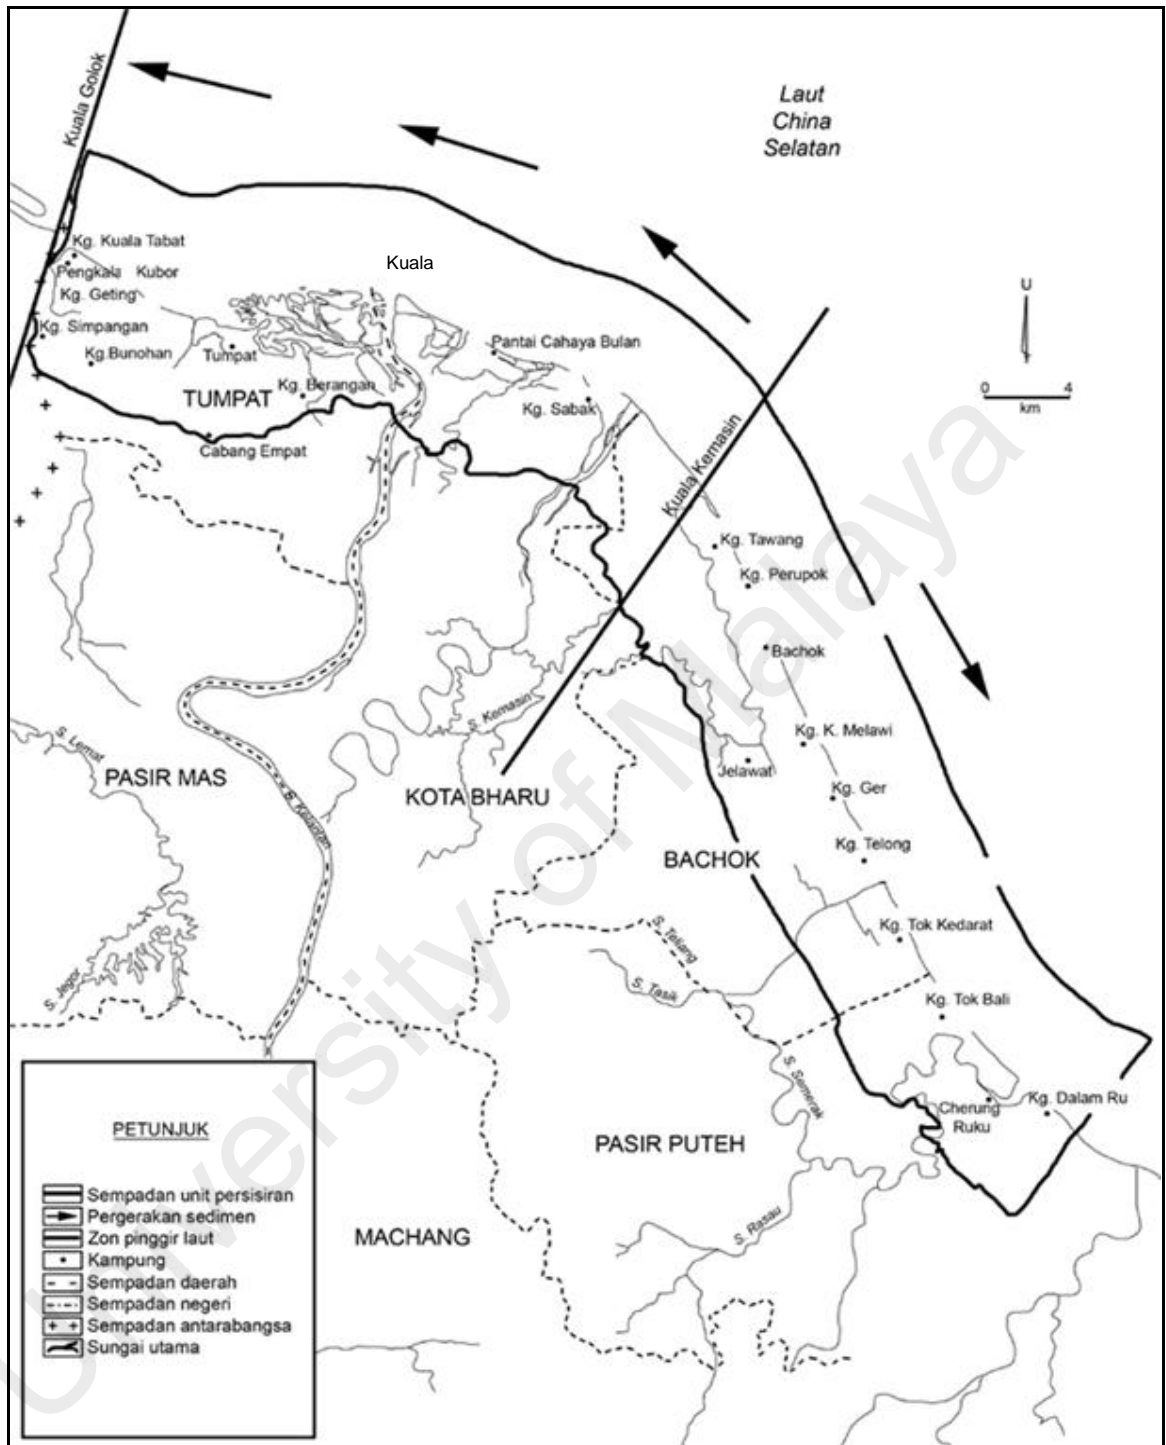 Kuala Golok
Laut
China
Selatan
Kg. Kuala Tabat
Pengkala Kubor
Kg. Geting
Kuala
U
Kg. Simpangan
Kg.Bunohan
Tumpat
Pantai Cahaya Bulan
TUMPAT
Kg. Berangan
Kg. Sabak
0 4
km
Cabang Empat
Kuala Kemasin
Kg. Tawang
Kg. Perupok
Bachok
S. Kemasin
S. Lemat
Kg. K. Melawi
PASIR MAS
Jelawat
KOTA BHARU
Kg. Ger
S. Kelantan
Kg. Telong
BACHOK
S. Teliang
Kg. Tok Kedarat
S. Jegor
S. Tasik
Kg. Tok Bali
S. Semerak
Cherung
Ruku
Kg. Dalam Ru
PASIR PUTEH
S. Rasau
MACHANG
PETUNJUK
Sempadan unit persisiran
Pergerakan sedimen
Zon pinggir laut
Kampung
Sempadan daerah
Sempadan negeri
Sempadan antarabangsa
Sungai utama
University of Malaya